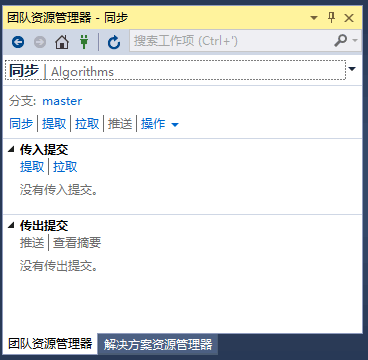 团队资源管理器 - 同步
搜索工作项 (Ctrl+')
同步 | Algorithms
分支: master
同步 | 提取 | 拉取 | 推送 | 操作
传入提交
提取 | 拉取
没有传入提交。
传出提交
推送 | 查看摘要
没有传出提交。
团队资源管理器 解决方案资源管理器